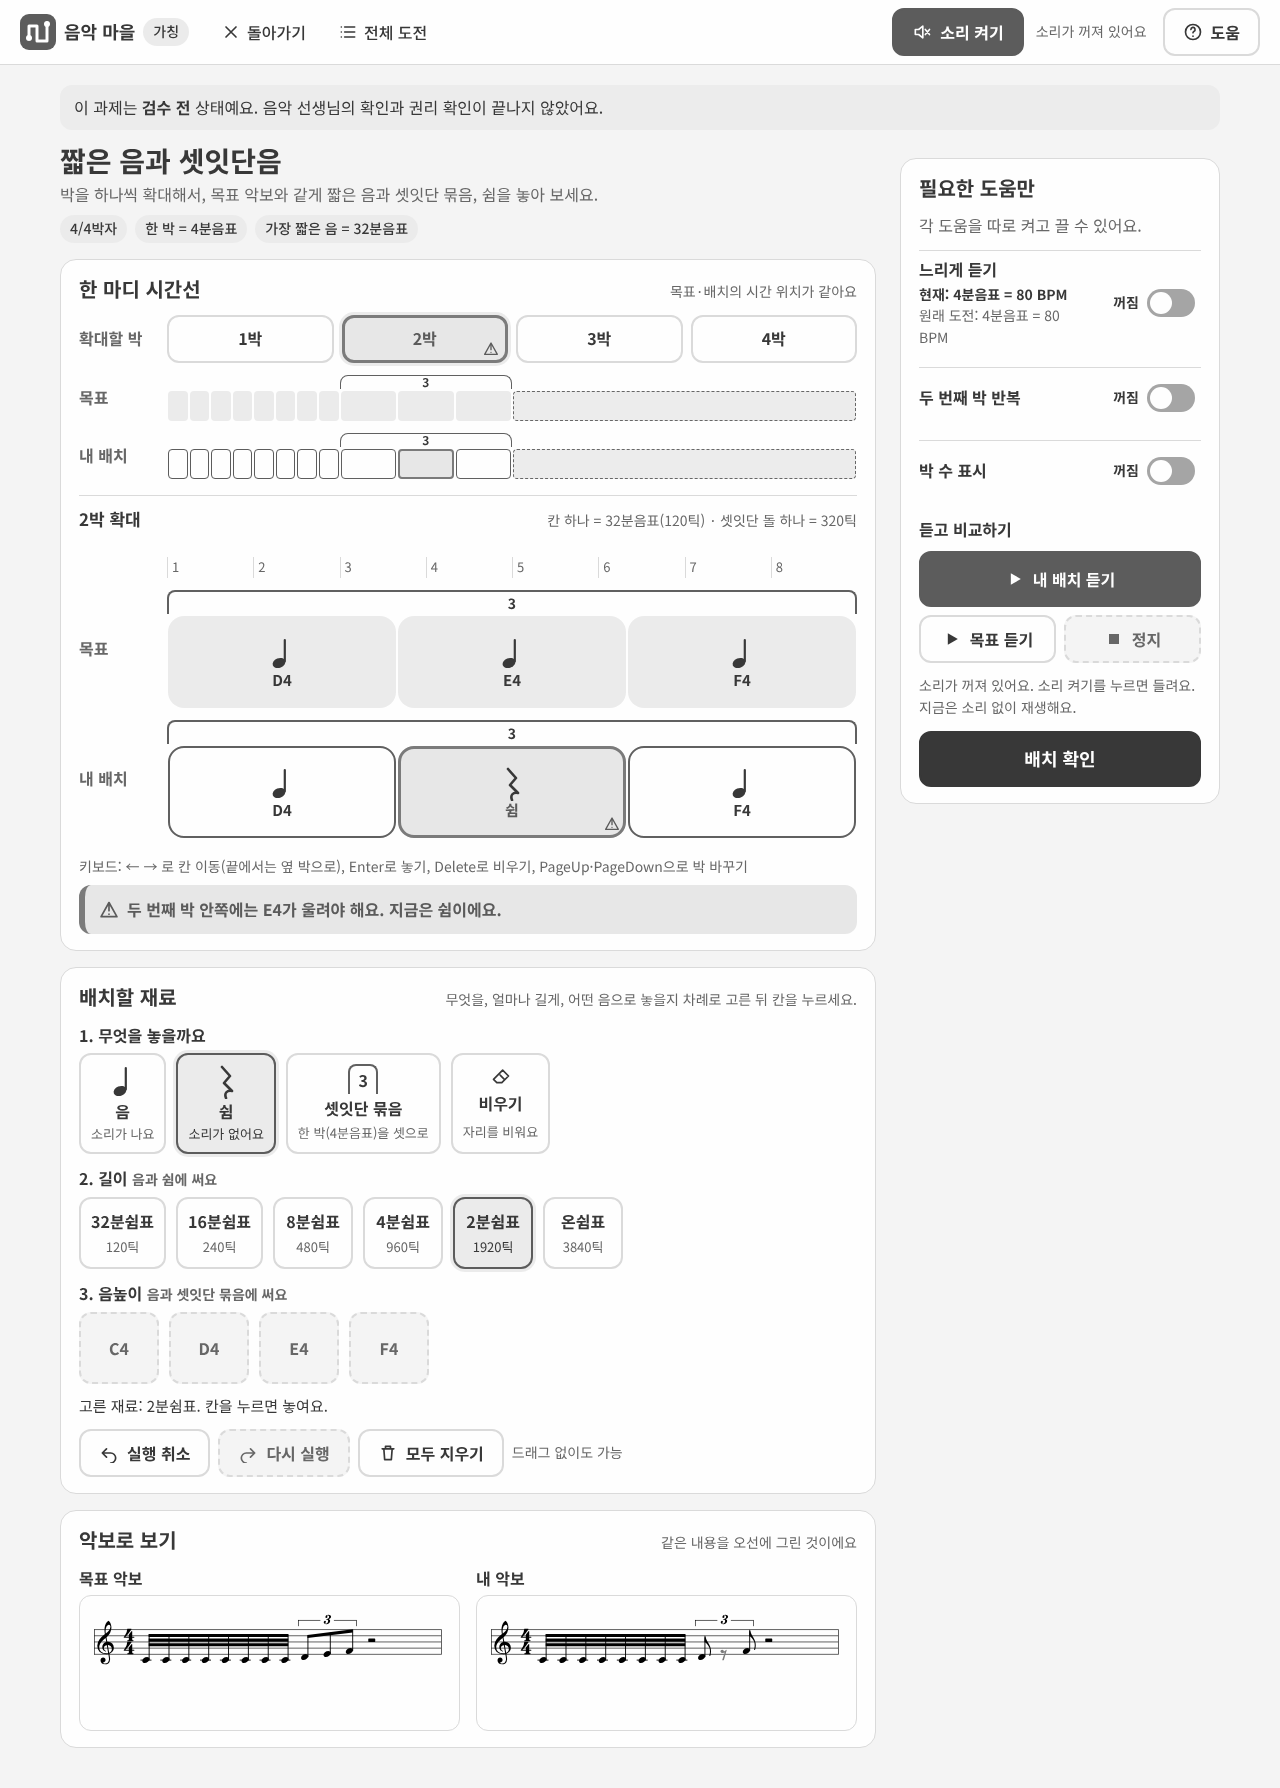 음악 마을 가칭 돌아가기 전체 도전 소리 켜기 소리가 꺼져 있어요 도움
이 과제는 검수 전 상태예요. 음악 선생님의 확인과 권리 확인이 끝나지 않았어요.
짧은 음과 셋잇단음
박을 하나씩 확대해서, 목표 악보와 같게 짧은 음과 셋잇단 묶음, 쉼을 놓아 보세요.
4/4박자 한 박 = 4분음표 가장 짧은 음 = 32분음표
한 마디 시간선 목표·배치의 시간 위치가 같아요
확대할 박 1박 2박 3박 4박
3
목표
3
내 배치
2박 확대 칸 하나 = 32분음표(120틱) · 셋잇단 돌 하나 = 320틱
1 2 3 4 5 6 7 8
3
목표
D4 E4 F4
3
내 배치
D4 쉼 F4
키보드: ← → 로 칸 이동(끝에서는 옆 박으로), Enter로 놓기, Delete로 비우기, PageUp·PageDown으로 박 바꾸기
두 번째 박 안쪽에는 E4가 울려야 해요. 지금은 쉼이에요.
배치할 재료 무엇을, 얼마나 길게, 어떤 음으로 놓을지 차례로 고른 뒤 칸을 누르세요.
1. 무엇을 놓을까요
음 쉼 3 셋잇단 묶음 비우기
소리가 나요 소리가 없어요 한 박(4분음표)을 셋으로 자리를 비워요
2. 길이 음과 쉼에 써요
32분쉼표 16분쉼표 8분쉼표 4분쉼표 2분쉼표 온쉼표
120틱 240틱 480틱 960틱 1920틱 3840틱
3. 음높이 음과 셋잇단 묶음에 써요
C4 D4 E4 F4
고른 재료: 2분쉼표. 칸을 누르면 놓여요.
실행 취소 다시 실행 모두 지우기 드래그 없이도 가능
악보로 보기 같은 내용을 오선에 그린 것이에요
목표 악보 내 악보
4 3 4 3
4 4
필요한 도움만
각 도움을 따로 켜고 끌 수 있어요.
느리게 듣기
현재: 4분음표 = 80 BPM 꺼짐
원래 도전: 4분음표 = 80
BPM
두 번째 박 반복 꺼짐
박 수 표시 꺼짐
듣고 비교하기
내 배치 듣기
목표 듣기 정지
소리가 꺼져 있어요. 소리 켜기를 누르면 들려요.
지금은 소리 없이 재생해요.
배치 확인